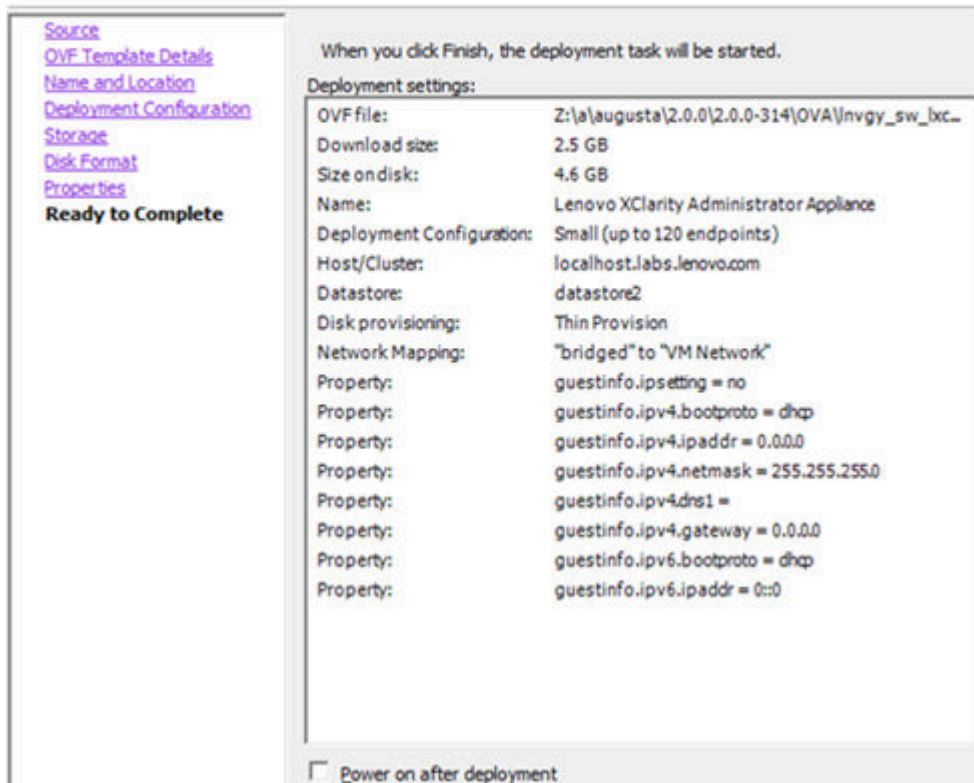 Source
OVF Template Details
Name and Location
Deployment Configuration
Storage
Disk Format
Properties
Ready to Complete
When you click Finish, the deployment task will be started.
Deployment settings:
OVF file: Z:\a\augusta\2.0.0\2.0.0-314\OVA\lnvgy_sw_lxc...
Download size: 2.5 GB
Size on disk: 4.6 GB
Name: Lenovo XClarity Administrator Appliance
Deployment Configuration: Small (up to 120 endpoints)
Host/Cluster: localhost.labs.lenovo.com
Datastore: datastore2
Disk provisioning: Thin Provision
Network Mapping: "bridged" to "VM Network"
Property: guestinfo.ipsetting = no
Property: guestinfo.ipv4.bootproto = dhcp
Property: guestinfo.ipv4.ipaddr = 0.0.0.0
Property: guestinfo.ipv4.netmask = 255.255.255.0
Property: guestinfo.ipv4.dns1 =
Property: guestinfo.ipv4.gateway = 0.0.0.0
Property: guestinfo.ipv6.bootproto = dhcp
Property: guestinfo.ipv6.ipaddr = 0::0
Power on after deployment